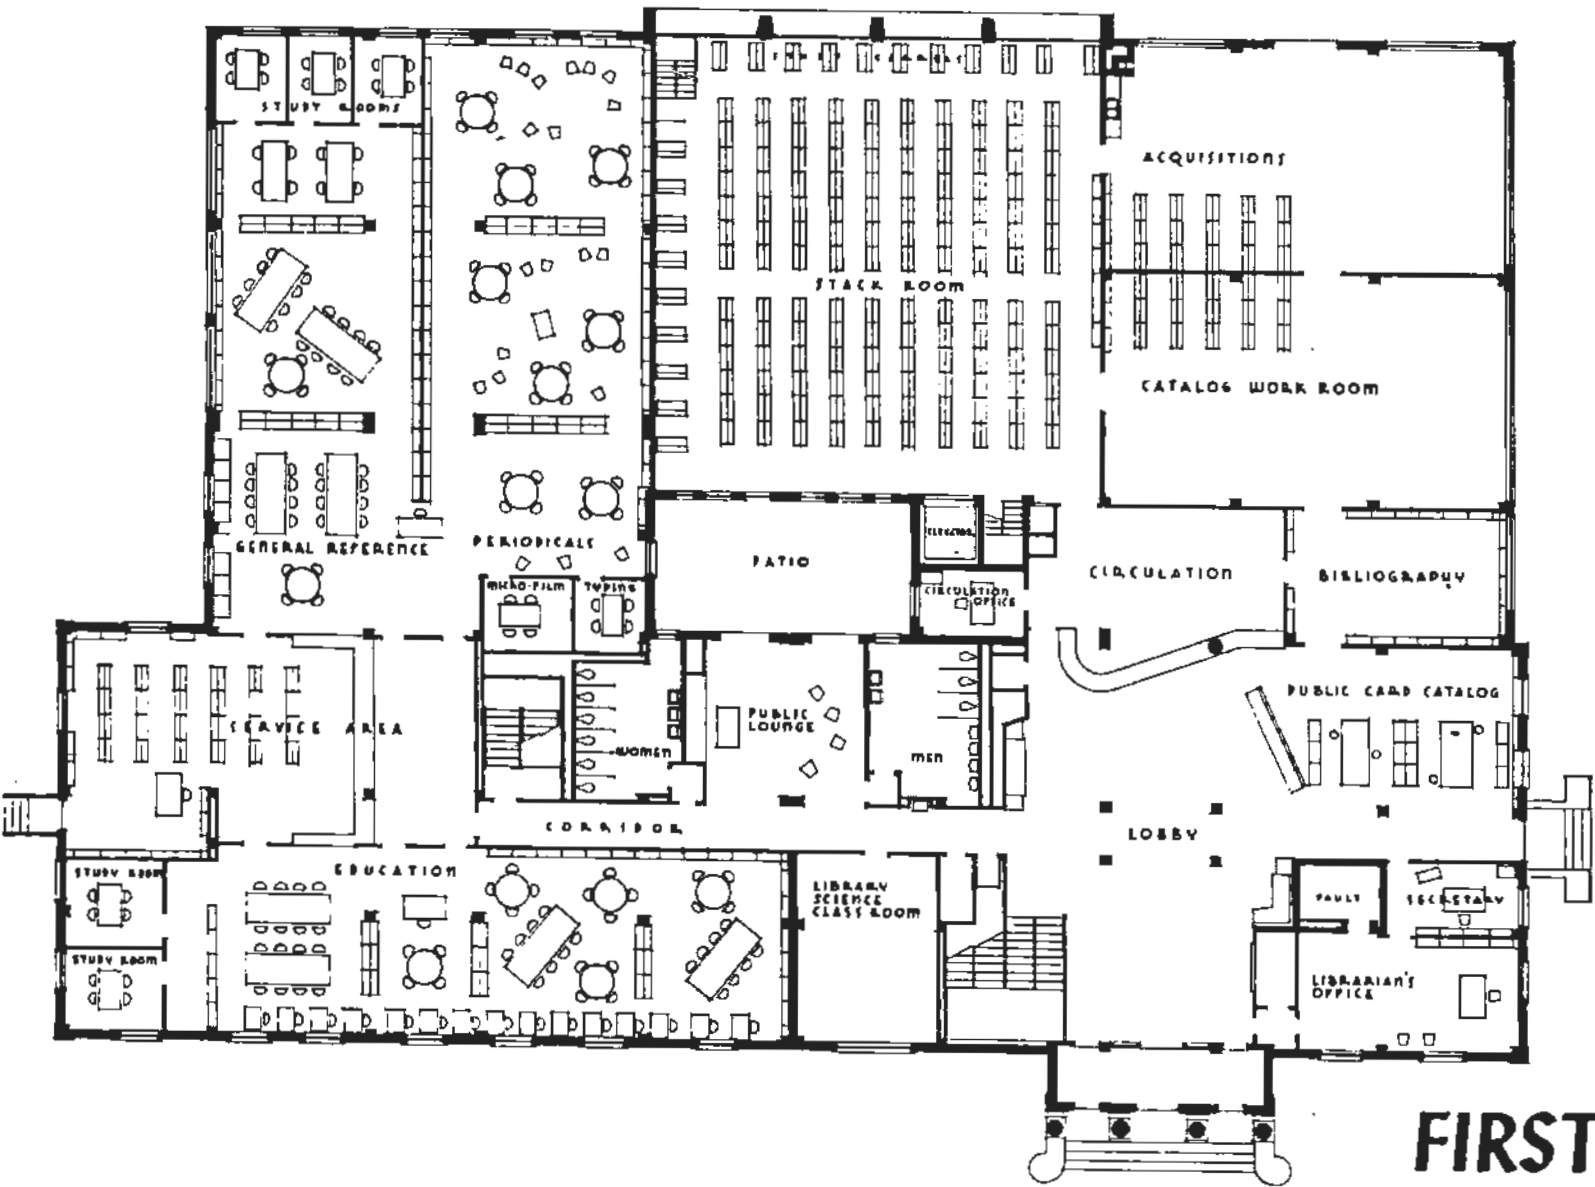 STUDY ROOMS
ACQUISITIONS
STACK ROOM
CATALOG WORK ROOM
GENERAL REFERENCE
PERIODICALS
PATIO
ELEVATOR
CIRCULATION
BIBLIOGRAPHY
MICRO-FILM
TYPING
CIRCULATION
OFFICE
PUBLIC CARD CATALOG
SERVICE AREA
PUBLIC
LOUNGE
WOMEN
MEN
CORRIDOR
LOBBY
EDUCATION
STUDY ROOM
LIBRARY
SCIENCE
CLASS ROOM
VAULT
SECRETARY
STUDY ROOM
LIBRARIAN'S
OFFICE
FIRST